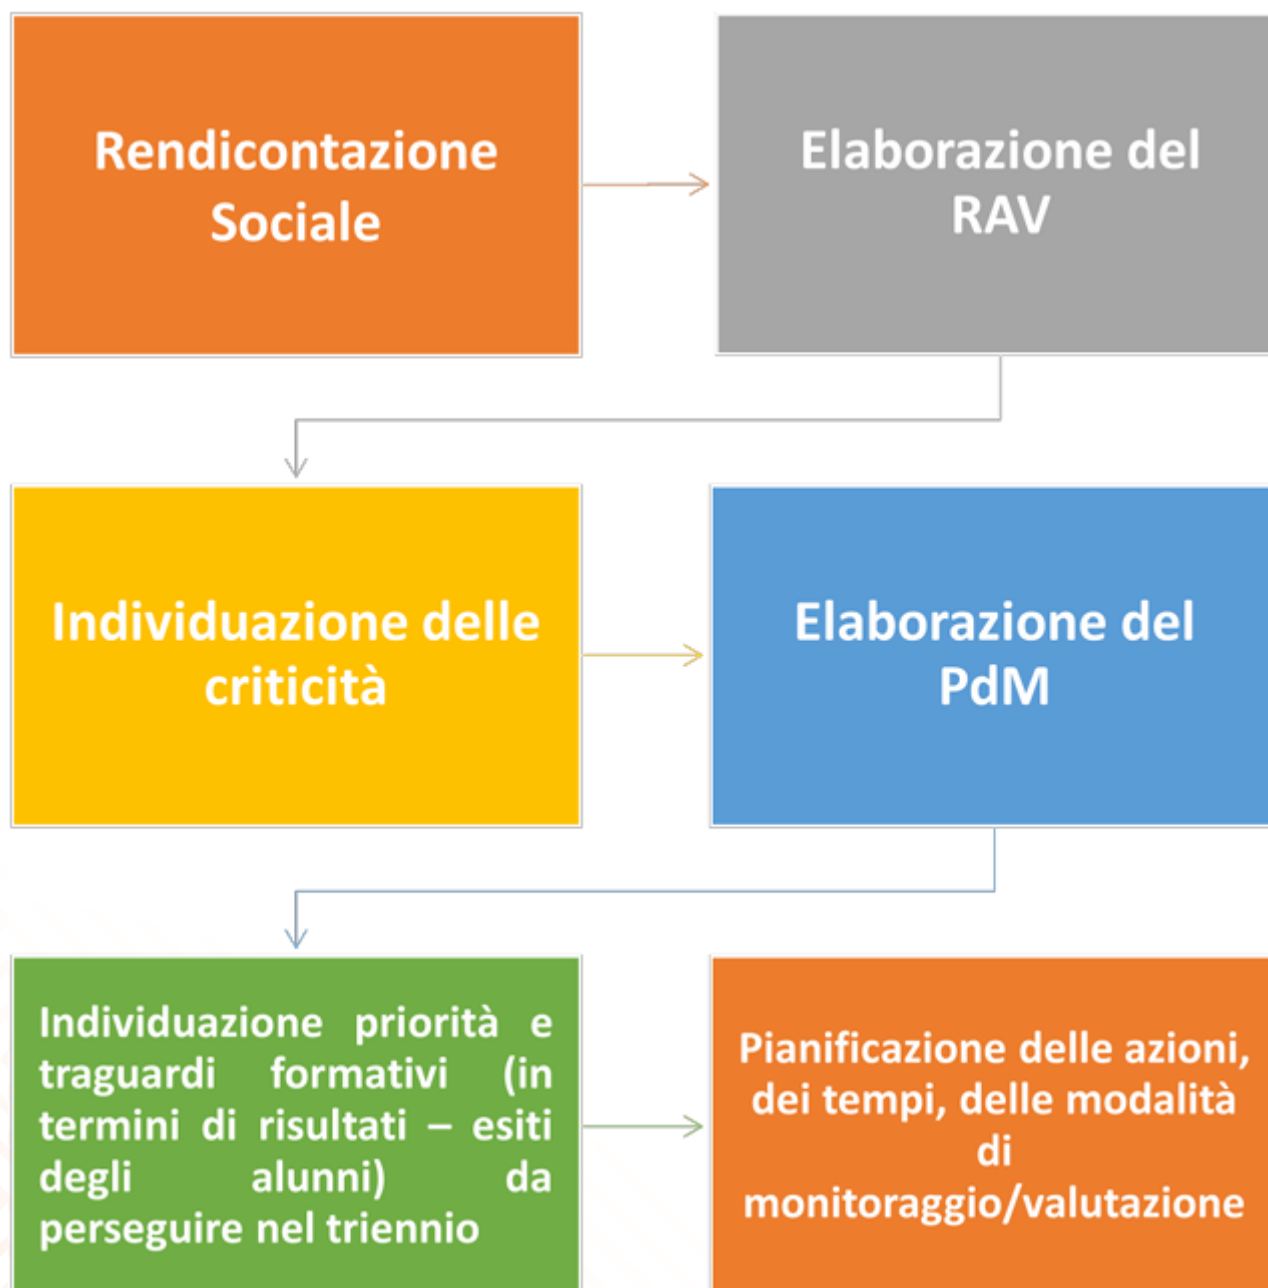 Rendicontazione
Sociale
Elaborazione del
RAV
Individuazione delle
criticità
Elaborazione del
PdM
Individuazione priorità e
traguardi formativi (in
termini di risultati – esiti
degli alunni) da
perseguire nel triennio
Pianificazione delle azioni,
dei tempi, delle modalità
di
monitoraggio/valutazione